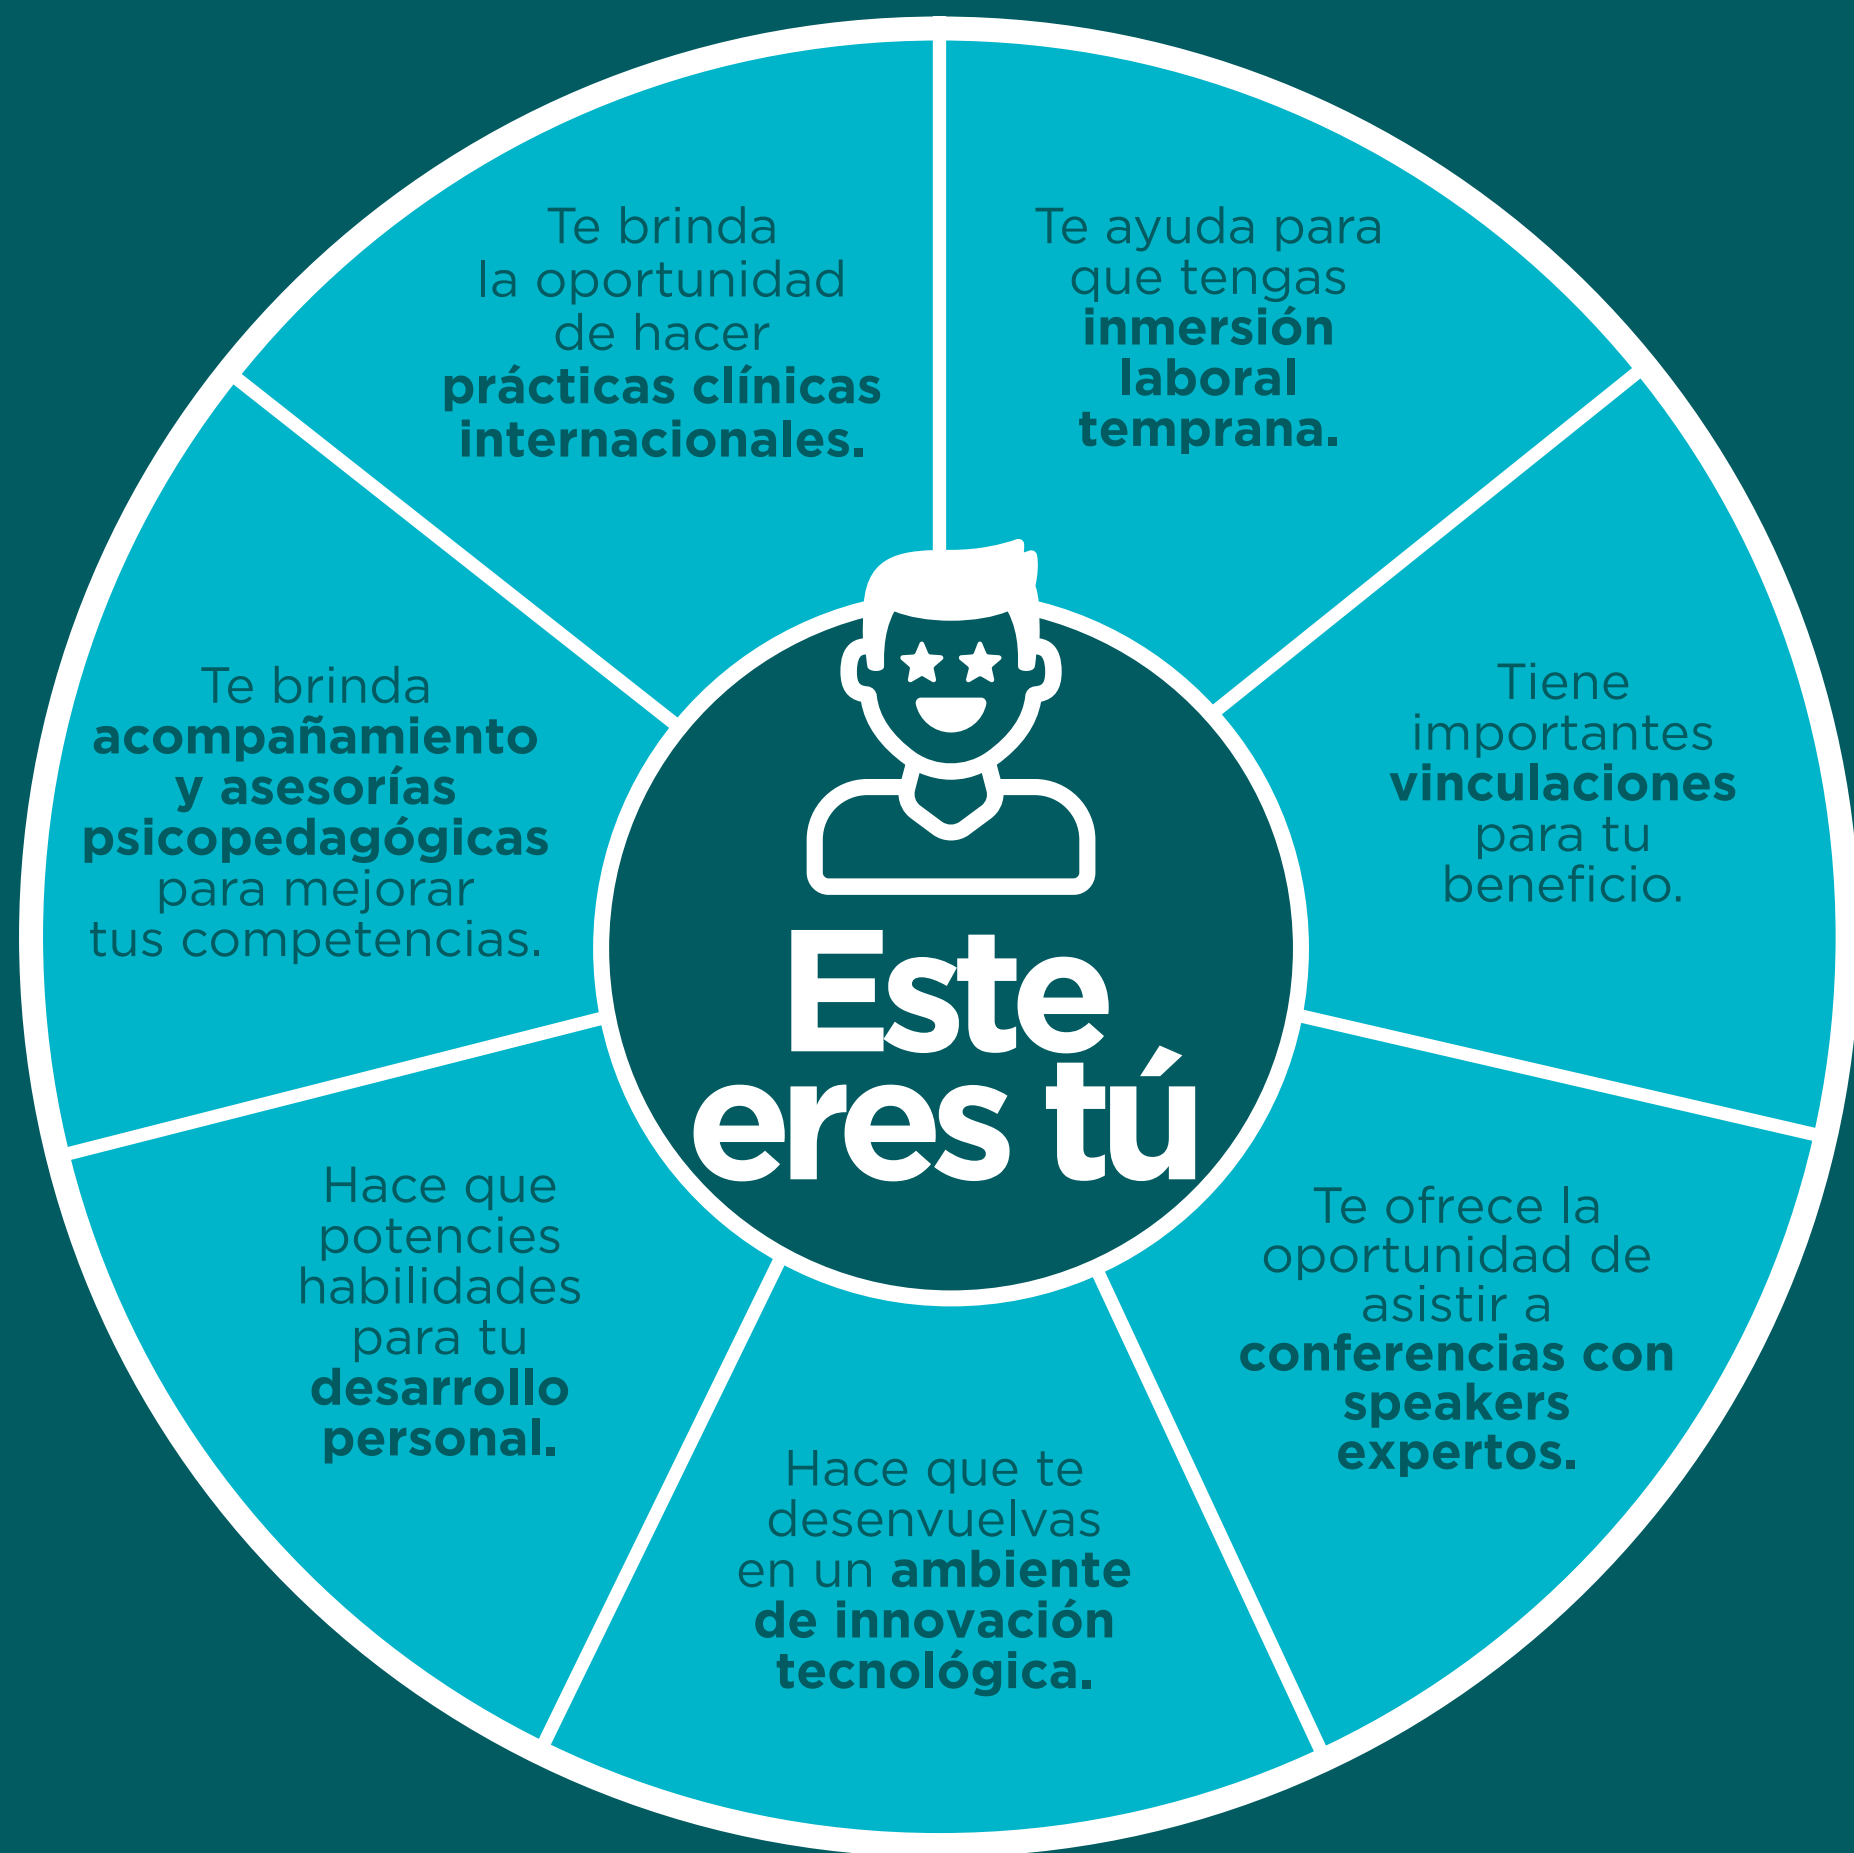 Te brinda
la oportunidad
de hacer
prácticas clínicas
internacionales.
Te ayuda para
que tengas
inmersión
laboral
temprana.
Te brinda
acompañamiento
y asesorías
psicopedagógicas
para mejorar
tus competencias.
Tiene
importantes
vinculaciones
para tu
beneficio.
Este
eres tú
Hace que
potencies
habilidades
para tu
desarrollo
personal.
Te ofrece la
oportunidad de
asistir a
conferencias con
speakers
expertos.
Hace que te
desenvuelvas
en un ambiente
de innovación
tecnológica.